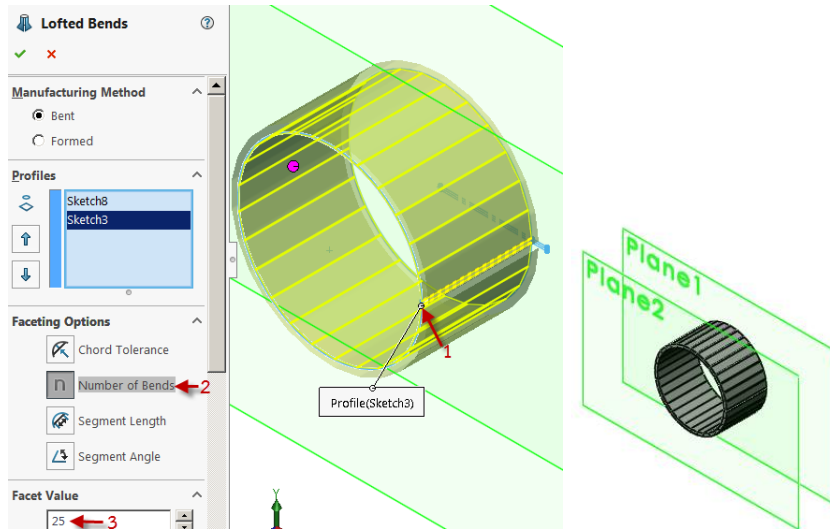 Lofted Bends
Manufacturing Method
Bent
Formed
Profiles
Sketch8
Sketch3
Faceting Options
Chord Tolerance
n Number of Bends 2
Segment Length
Segment Angle
Facet Value
25 3
1
Profile(Sketch3)
Y
Plane1
Plane2